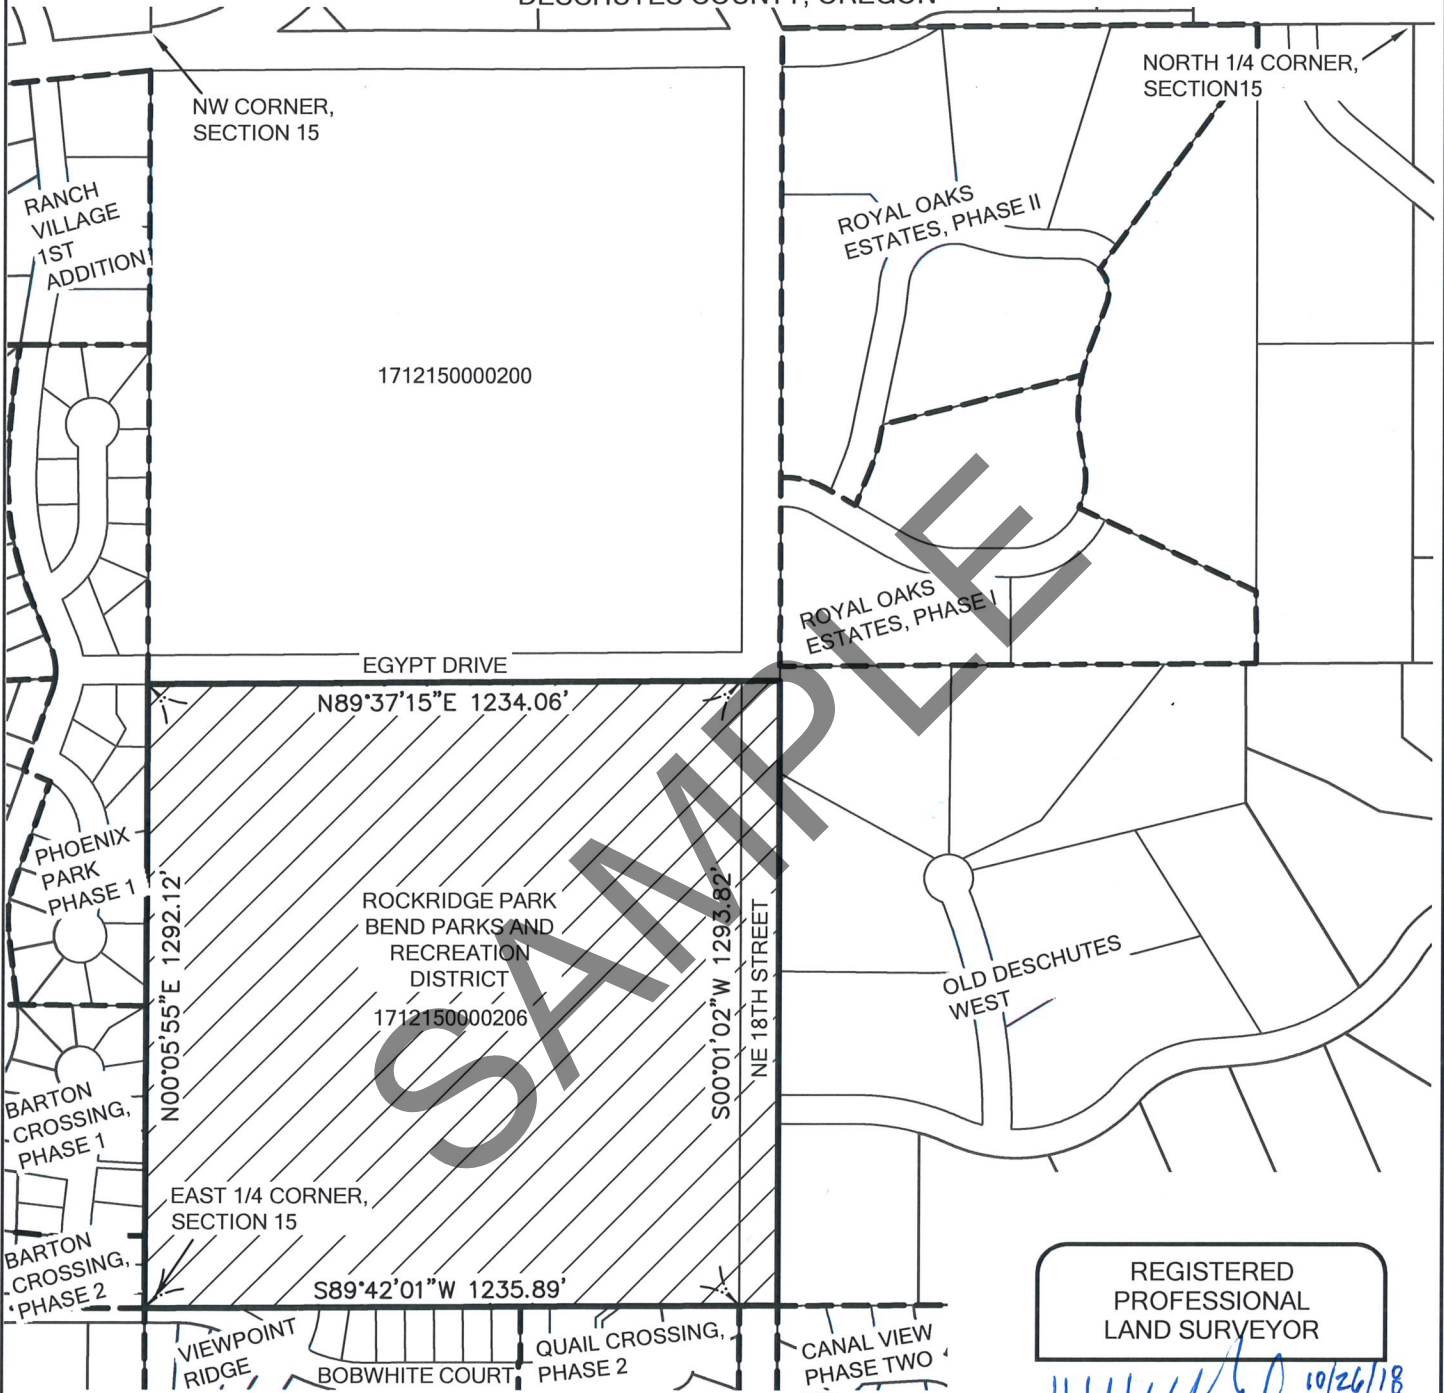 DESCHUTES COUNTY, OREGON
NW CORNER,
SECTION 15
NORTH 1/4 CORNER,
SECTION15
RANCH
VILLAGE
1ST
ADDITION
ROYAL OAKS
ESTATES, PHASE II
1712150000200
ROYAL OAKS
ESTATES, PHASE I
EGYPT DRIVE
N89°37'15"E 1234.06'
PHOENIX
PARK
PHASE 1
N00°05'55"E 1292.12'
ROCKRIDGE PARK
BEND PARKS AND
RECREATION
DISTRICT
1712150000206
S00°01'02"W 1293.82'
NE 18TH STREET
OLD DESCHUTES
WEST
SAMPLE
BARTON
CROSSING,
PHASE 1
EAST 1/4 CORNER,
SECTION 15
BARTON
CROSSING,
PHASE 2
S89°42'01"W 1235.89'
VIEWPOINT
RIDGE
BOBWHITE COURT
QUAIL CROSSING,
PHASE 2
CANAL VIEW
PHASE TWO
REGISTERED
PROFESSIONAL
LAND SURVEYOR
10/26/18